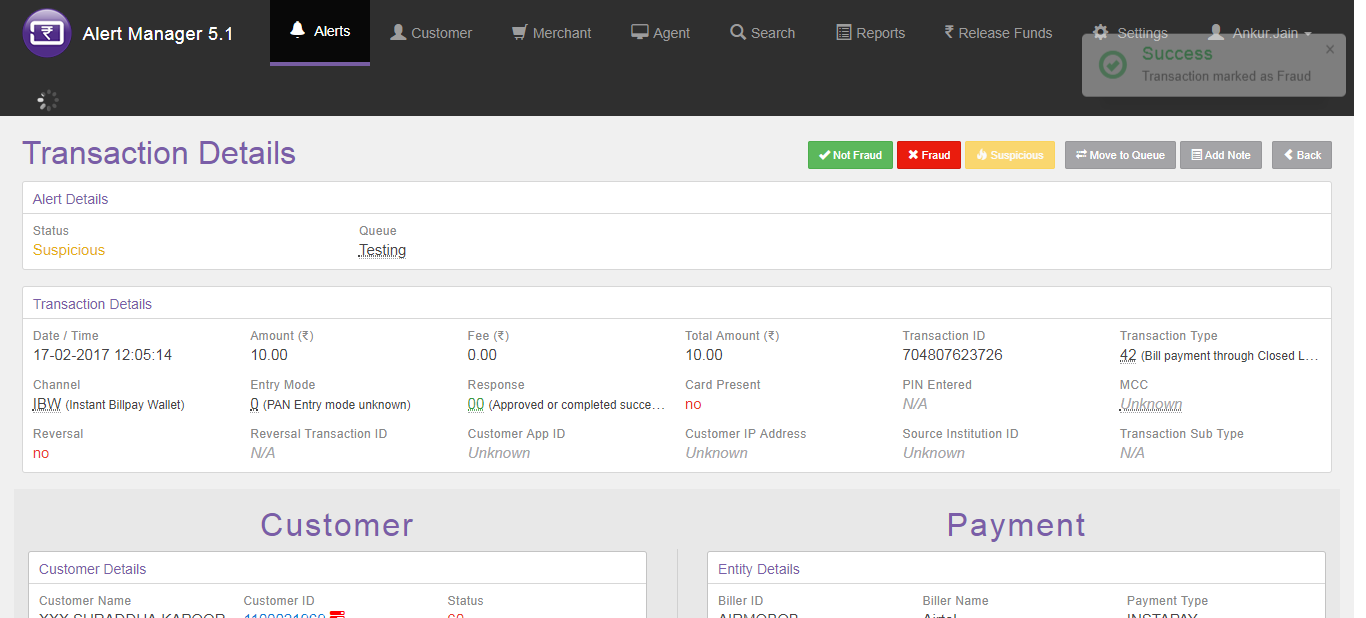 Alert Manager 5.1
Alerts Customer Merchant Agent Search Reports ₹ Release Funds Settings Ankur.Jain
Success ×
Transaction marked as Fraud
Transaction Details
Not Fraud Fraud Suspicious Move to Queue Add Note Back
Alert Details
Status Queue
Suspicious Testing
Transaction Details
Date / Time Amount (₹) Fee (₹) Total Amount (₹) Transaction ID Transaction Type
17-02-2017 12:05:14 10.00 0.00 10.00 704807623726 42 (Bill payment through Closed L…
Channel Entry Mode Response Card Present PIN Entered MCC
IBW (Instant Billpay Wallet) 0 (PAN Entry mode unknown) 00 (Approved or completed succe… no N/A Unknown
Reversal Reversal Transaction ID Customer App ID Customer IP Address Source Institution ID Transaction Sub Type
no N/A Unknown Unknown Unknown N/A
Customer Payment
Customer Details Entity Details
Customer Name Customer ID Status Biller ID Biller Name Payment Type
XXX SHRADDHA KAPOOR Airtel INSTAPAY